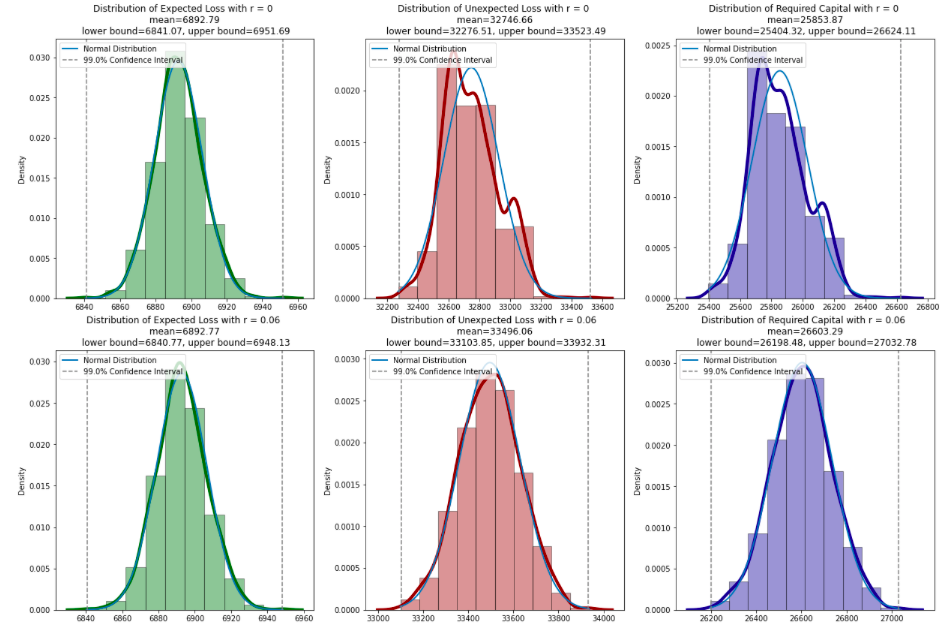 Distribution of Expected Loss with r = 0
mean=6892.79
lower bound=6841.07, upper bound=6951.69
Normal Distribution
99.0% Confidence Interval
0.030
0.025
0.020
0.015
0.010
0.005
0.000
Density
6840 6860 6880 6900 6920 6940 6960
Distribution of Unexpected Loss with r = 0
mean=32746.66
lower bound=32276.51, upper bound=33523.49
Normal Distribution
99.0% Confidence Interval
0.0020
0.0015
0.0010
0.0005
0.0000
Density
32200 32400 32600 32800 33000 33200 33400 33600
Distribution of Required Capital with r = 0
mean=25853.87
lower bound=25404.32, upper bound=26624.11
Normal Distribution
99.0% Confidence Interval
0.0025
0.0020
0.0015
0.0010
0.0005
0.0000
Density
25200 25400 25600 25800 26000 26200 26400 26600 26800
Distribution of Expected Loss with r = 0.06
mean=6892.77
lower bound=6840.77, upper bound=6948.13
Normal Distribution
99.0% Confidence Interval
0.030
0.025
0.020
0.015
0.010
0.005
0.000
Density
6840 6860 6880 6900 6920 6940 6960
Distribution of Unexpected Loss with r = 0.06
mean=33496.06
lower bound=33103.85, upper bound=33932.31
Normal Distribution
99.0% Confidence Interval
0.0030
0.0025
0.0020
0.0015
0.0010
0.0005
0.0000
Density
33000 33200 33400 33600 33800 34000
Distribution of Required Capital with r = 0.06
mean=26603.29
lower bound=26198.48, upper bound=27032.78
Normal Distribution
99.0% Confidence Interval
0.0030
0.0025
0.0020
0.0015
0.0010
0.0005
0.0000
Density
26200 26400 26600 26800 27000